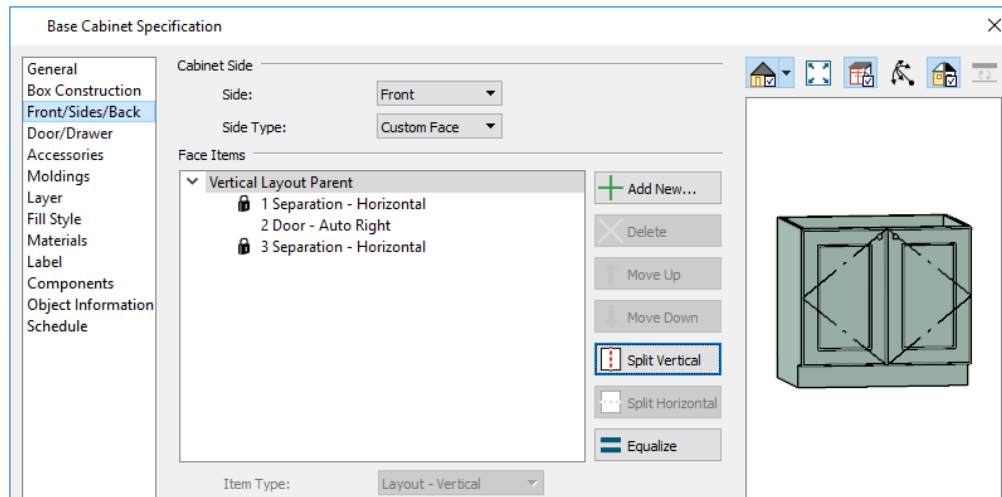 Base Cabinet Specification
General
Box Construction
Front/Sides/Back
Door/Drawer
Accessories
Moldings
Layer
Fill Style
Materials
Label
Components
Object Information
Schedule
Cabinet Side
Side: Front
Side Type: Custom Face
Face Items
Vertical Layout Parent
1 Separation - Horizontal
2 Door - Auto Right
3 Separation - Horizontal
Add New...
Delete
Move Up
Move Down
Split Vertical
Split Horizontal
Equalize
Item Type: Layout - Vertical